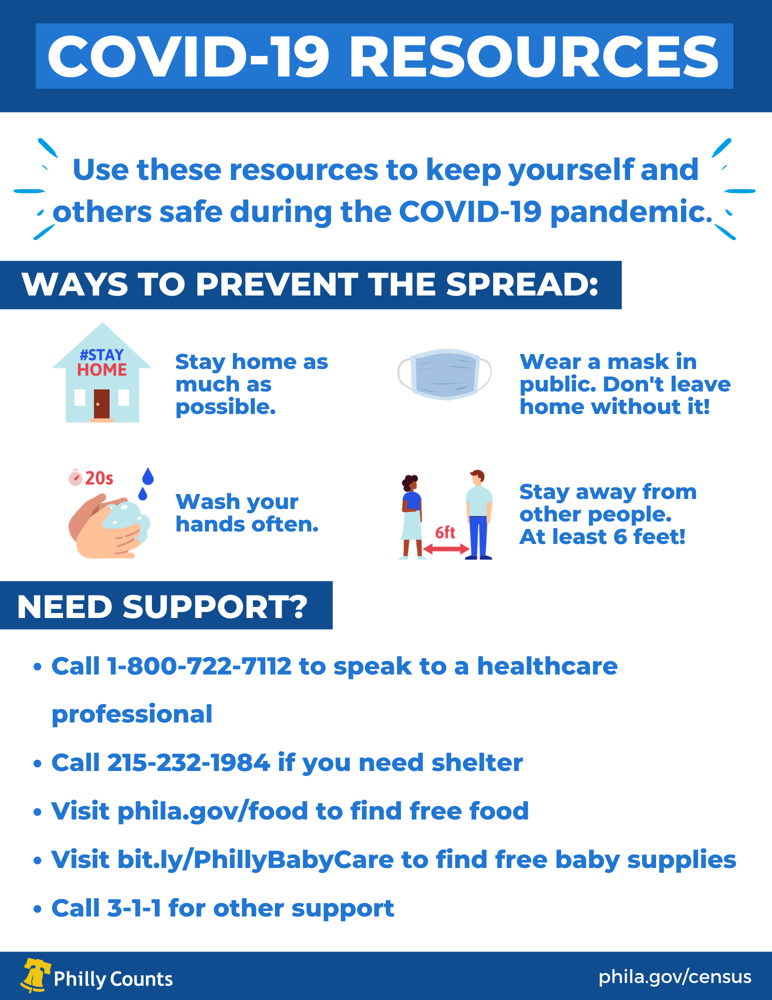 COVID-19 RESOURCES
Use these resources to keep yourself and
others safe during the COVID-19 pandemic.
WAYS TO PREVENT THE SPREAD:
#STAY
HOME
Stay home as
much as
possible.
Wear a mask in
public. Don't leave
home without it!
20s
Wash your
hands often.
6ft
Stay away from
other people.
At least 6 feet!
NEED SUPPORT?
• Call 1-800-722-7112 to speak to a healthcare
professional
• Call 215-232-1984 if you need shelter
• Visit phila.gov/food to find free food
• Visit bit.ly/PhillyBabyCare to find free baby supplies
• Call 3-1-1 for other support
Philly Counts
phila.gov/census